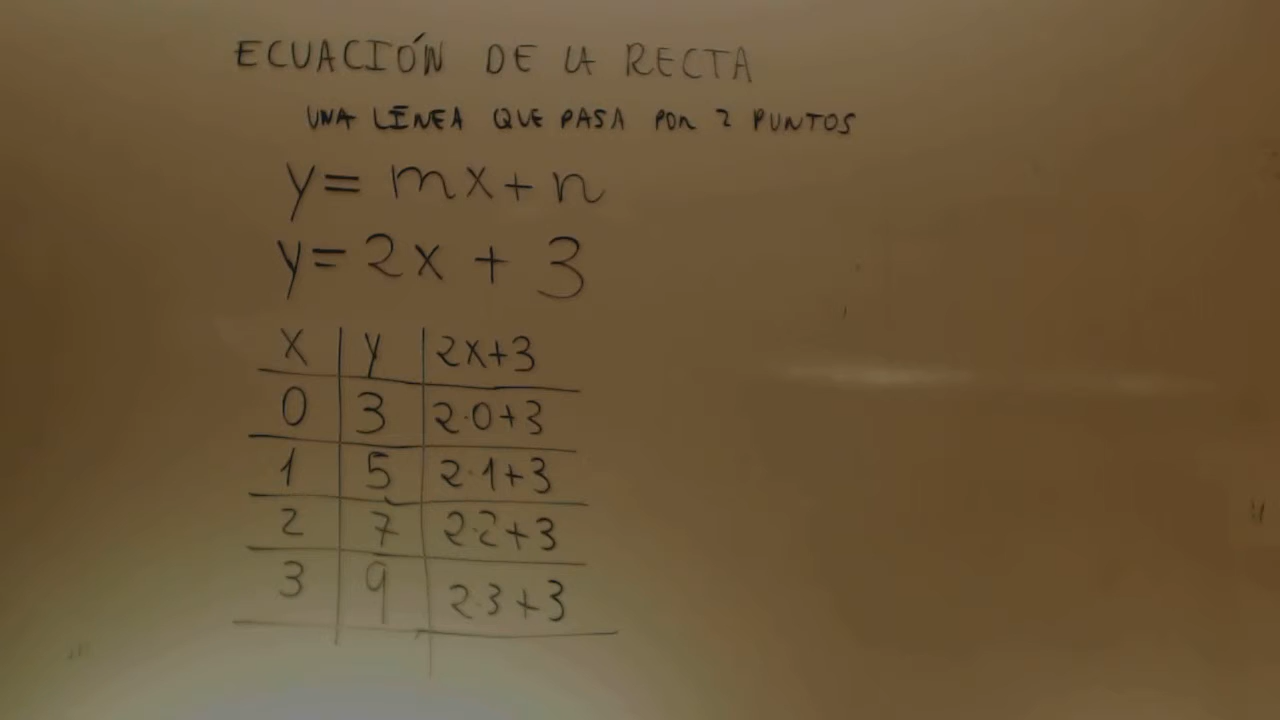 ECUACIÓN DE LA RECTA
UNA LÍNEA QUE PASA POR 2 PUNTOS
y = mx + n
y = 2x + 3
x y 2x+3
0 3 2·0+3
1 5 2·1+3
2 7 2·2+3
3 9 2·3+3